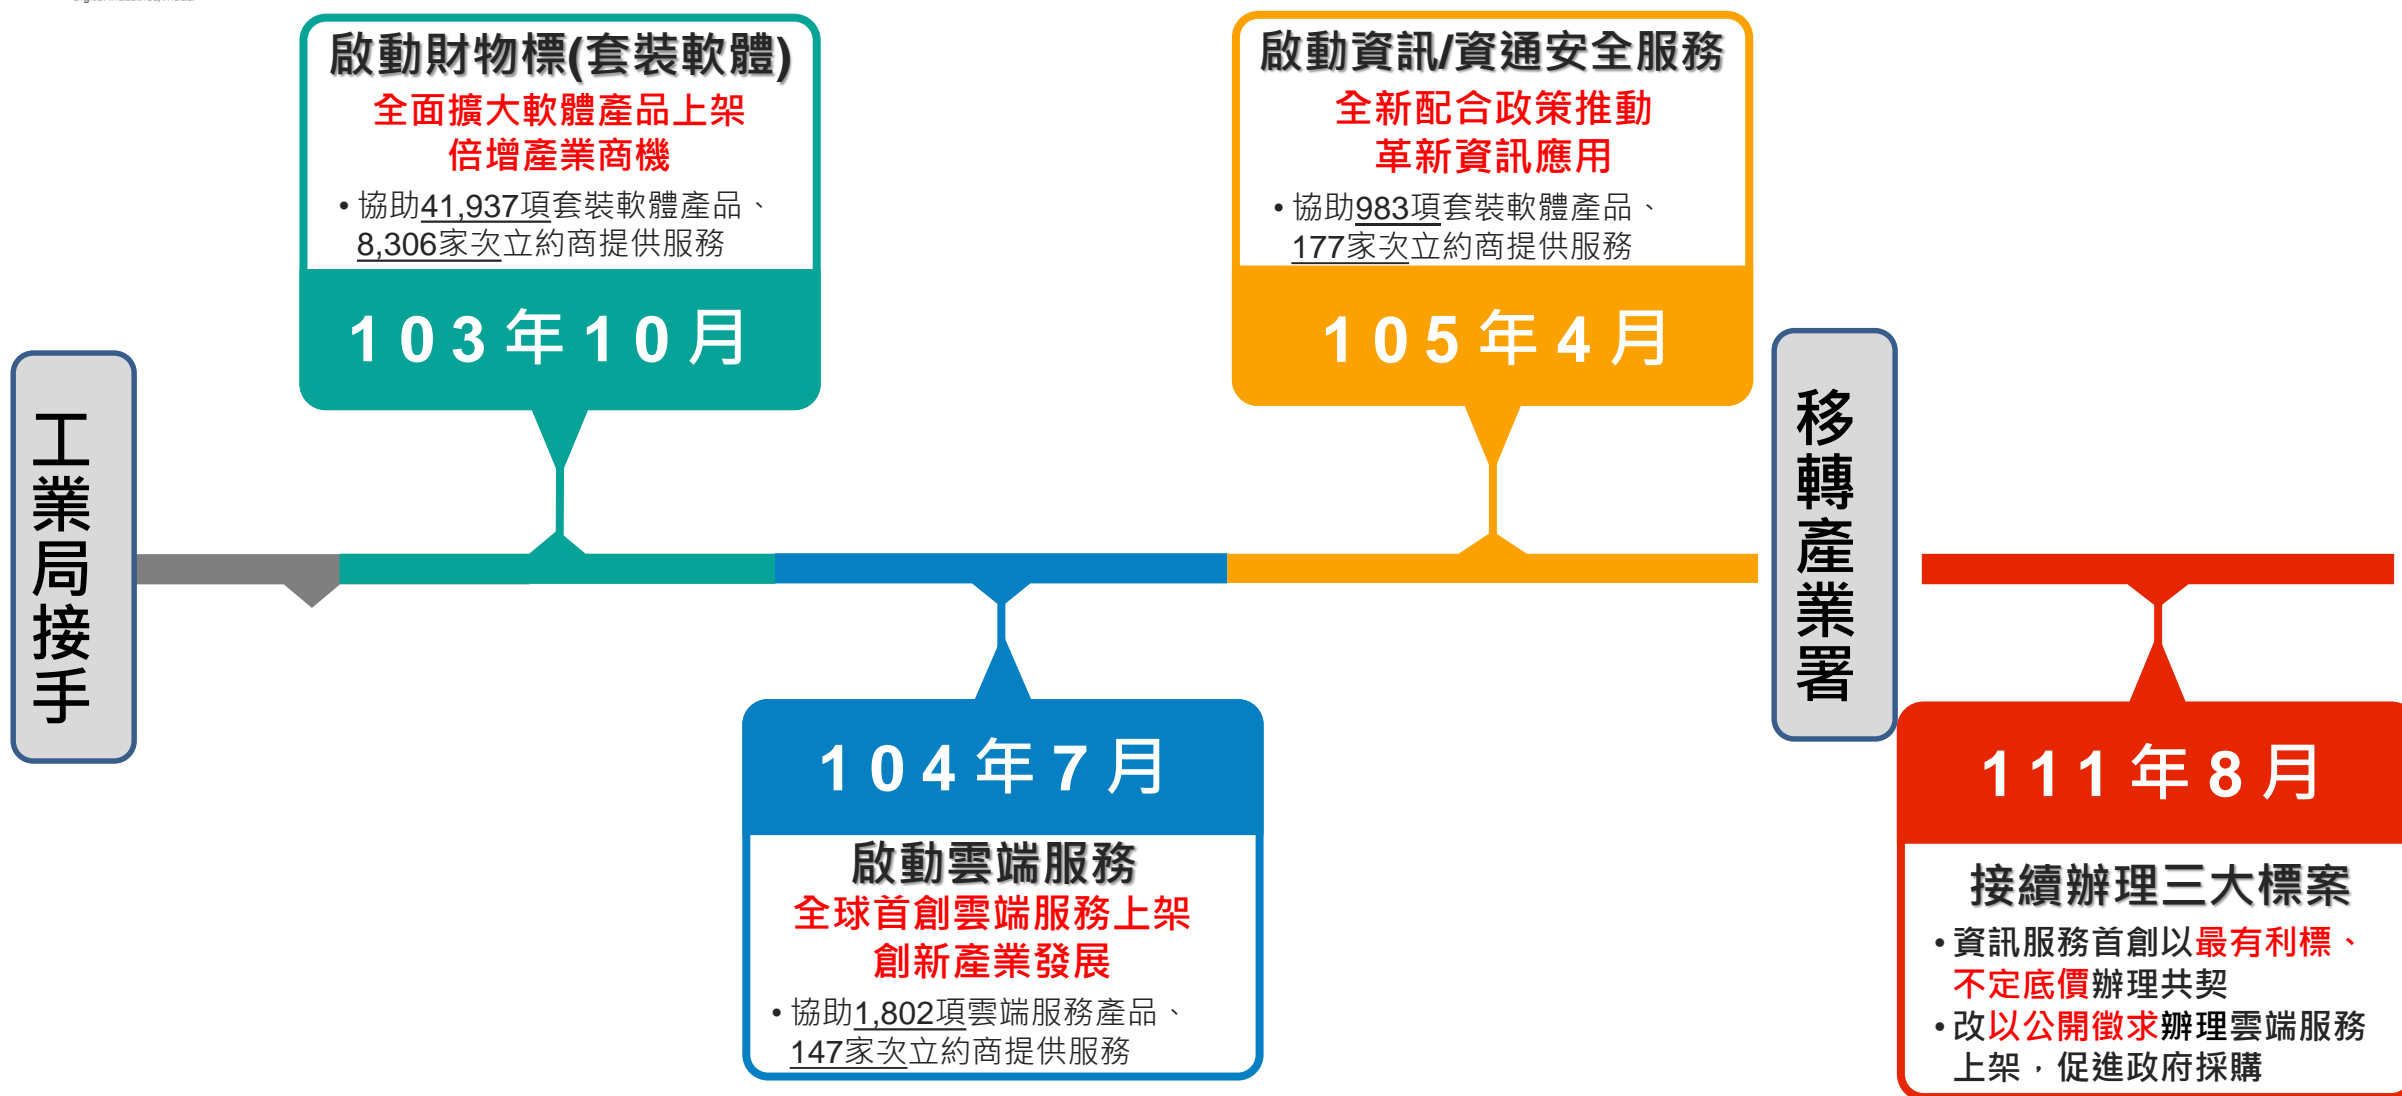 工業局接手
啟動財物標(套裝軟體)
全面擴大軟體產品上架
倍增產業商機
• 協助41,937項套裝軟體產品、
8,306家次立約商提供服務
103年10月
104年7月
啟動雲端服務
全球首創雲端服務上架
創新產業發展
• 協助1,802項雲端服務產品、
147家次立約商提供服務
啟動資訊/資通安全服務
全新配合政策推動
革新資訊應用
• 協助983項套裝軟體產品、
177家次立約商提供服務
105年4月
移轉產業署
111年8月
接續辦理三大標案
• 資訊服務首創以最有利標、
不定底價辦理共契
• 改以公開徵求辦理雲端服務
上架，促進政府採購